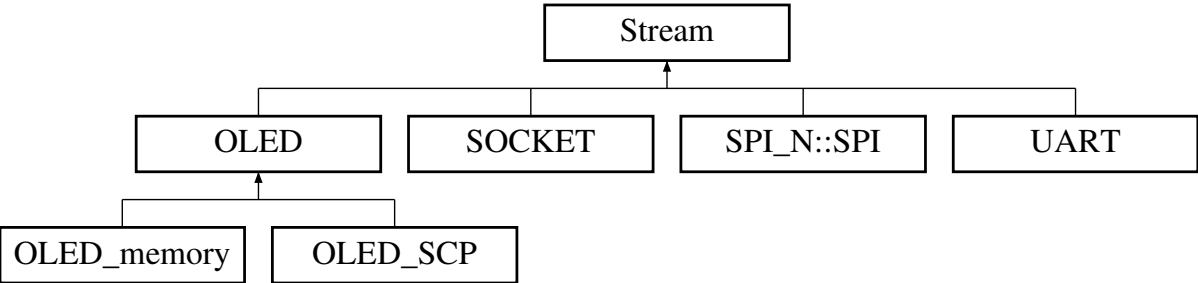 Stream
OLED
SOCKET
SPI_N::SPI
UART
OLED_memory
OLED_SCP